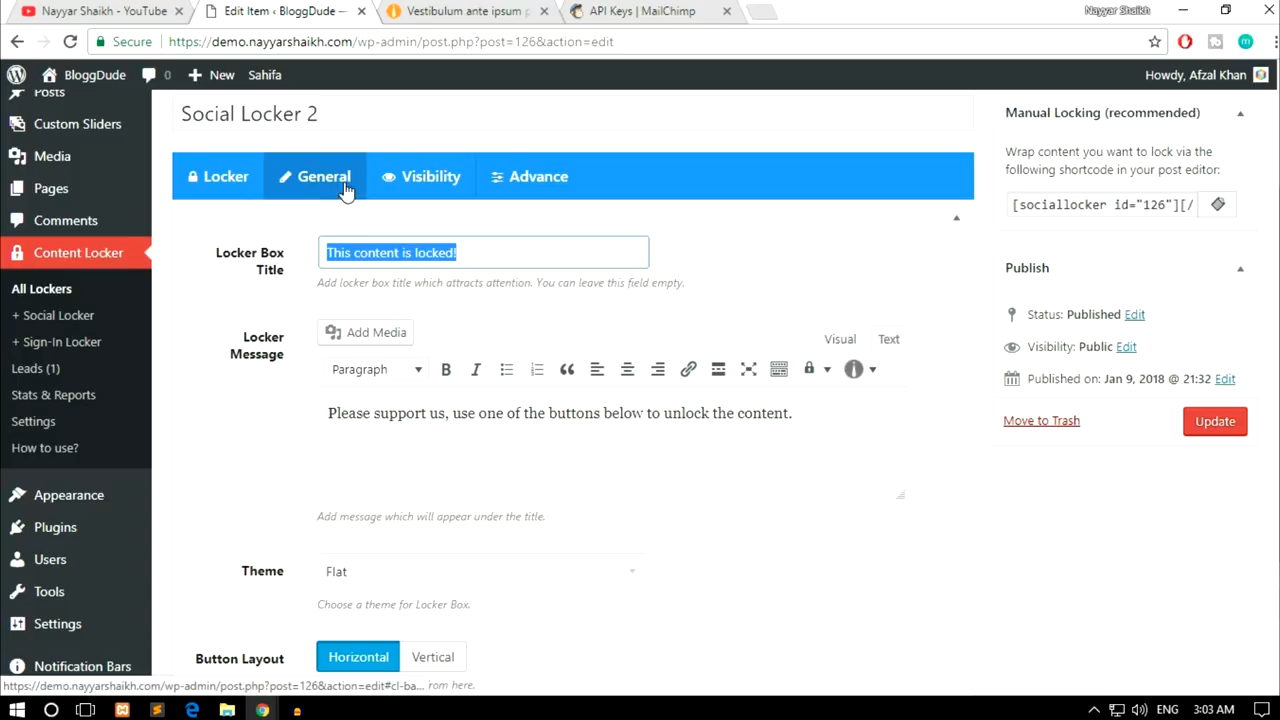 Nayyar Shaikh - YouTube
Edit Item ‹ BloggDude —
Vestibulum ante ipsum p
API Keys | MailChimp
Nayyar Shaikh
Secure
https://demo.nayyarshaikh.com/wp-admin/post.php?post=126&action=edit
BloggDude
0
New
Sahifa
Howdy, Afzal Khan
Posts
Custom Sliders
Media
Pages
Comments
Content Locker
All Lockers
+ Social Locker
+ Sign-In Locker
Leads (1)
Stats & Reports
Settings
How to use?
Appearance
Plugins
Users
Tools
Settings
Notification Bars
Social Locker 2
Locker
General
Visibility
Advance
Locker Box
Title
This content is locked!
Add locker box title which attracts attention. You can leave this field empty.
Locker
Message
Add Media
Visual
Text
Paragraph
B
I
Please support us, use one of the buttons below to unlock the content.
Add message which will appear under the title.
Theme
Flat
Choose a theme for Locker Box.
Button Layout
Horizontal
Vertical
rom here.
Manual Locking (recommended)
Wrap content you want to lock via the
following shortcode in your post editor:
[sociallocker id="126"][/
Publish
Status: Published Edit
Visibility: Public Edit
Published on: Jan 9, 2018 @ 21:32 Edit
Move to Trash
Update
https://demo.nayyarshaikh.com/wp-admin/post.php?post=126&action=edit#cl-ba...
ENG
3:03 AM